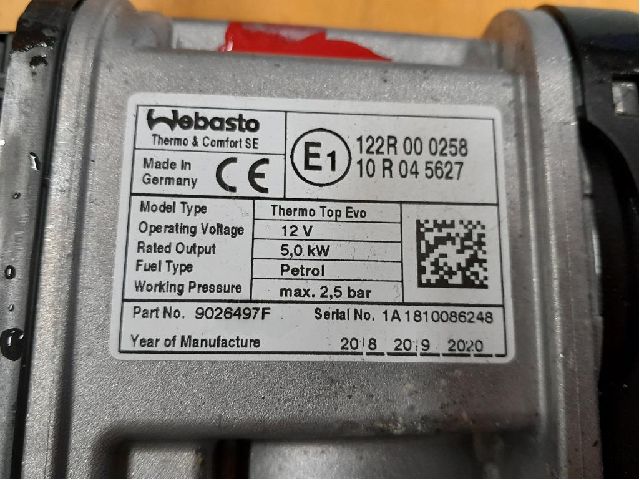 Webasto
Thermo & Comfort SE
Made In
Germany
CE
E1
122R 00 0258
10 R 04 5627
Model Type Thermo Top Evo
Operating Voltage 12 V
Rated Output 5,0 kW
Fuel Type Petrol
Working Pressure max. 2,5 bar
Part No. 9026497F Serial No. 1A1810086248
Year of Manufacture 2018 2019 2020